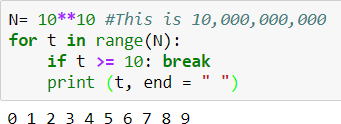 N= 10**10 #This is 10,000,000,000
for t in range(N):
    if t >= 10: break
    print (t, end = " ")
0 1 2 3 4 5 6 7 8 9